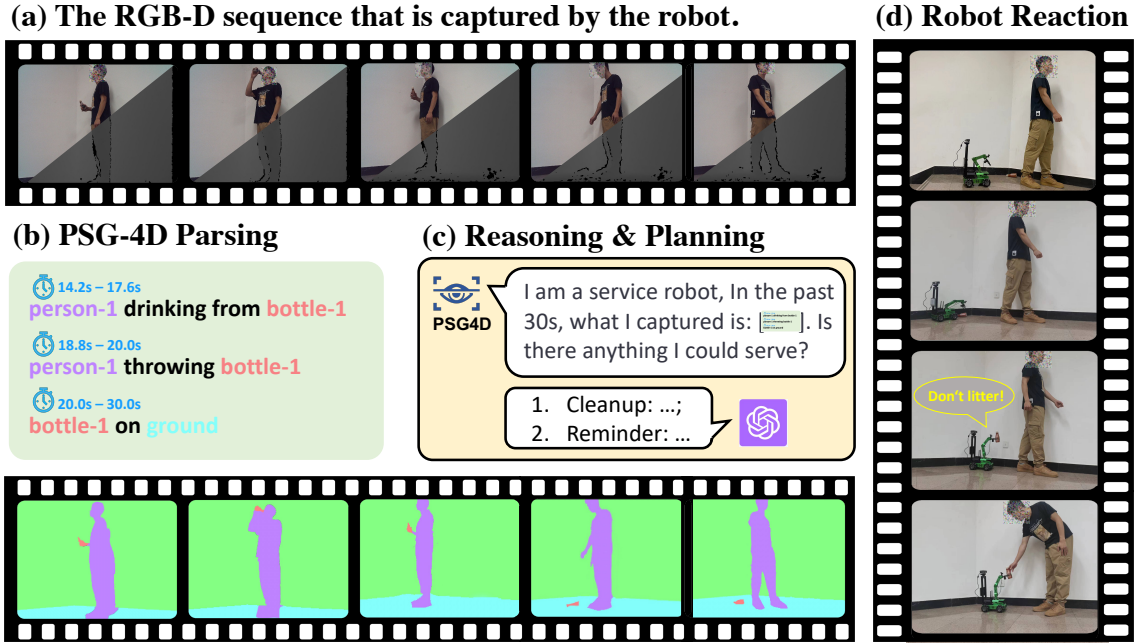 (a) The RGB-D sequence that is captured by the robot.
(d) Robot Reaction
(b) PSG-4D Parsing
14.2s – 17.6s
person-1 drinking from bottle-1
18.8s – 20.0s
person-1 throwing bottle-1
20.0s – 30.0s
bottle-1 on ground
(c) Reasoning & Planning
PSG4D
I am a service robot, In the past
30s, what I captured is: [ ]. Is
there anything I could serve?
1. Cleanup: ...;
2. Reminder: ...
Don't litter!